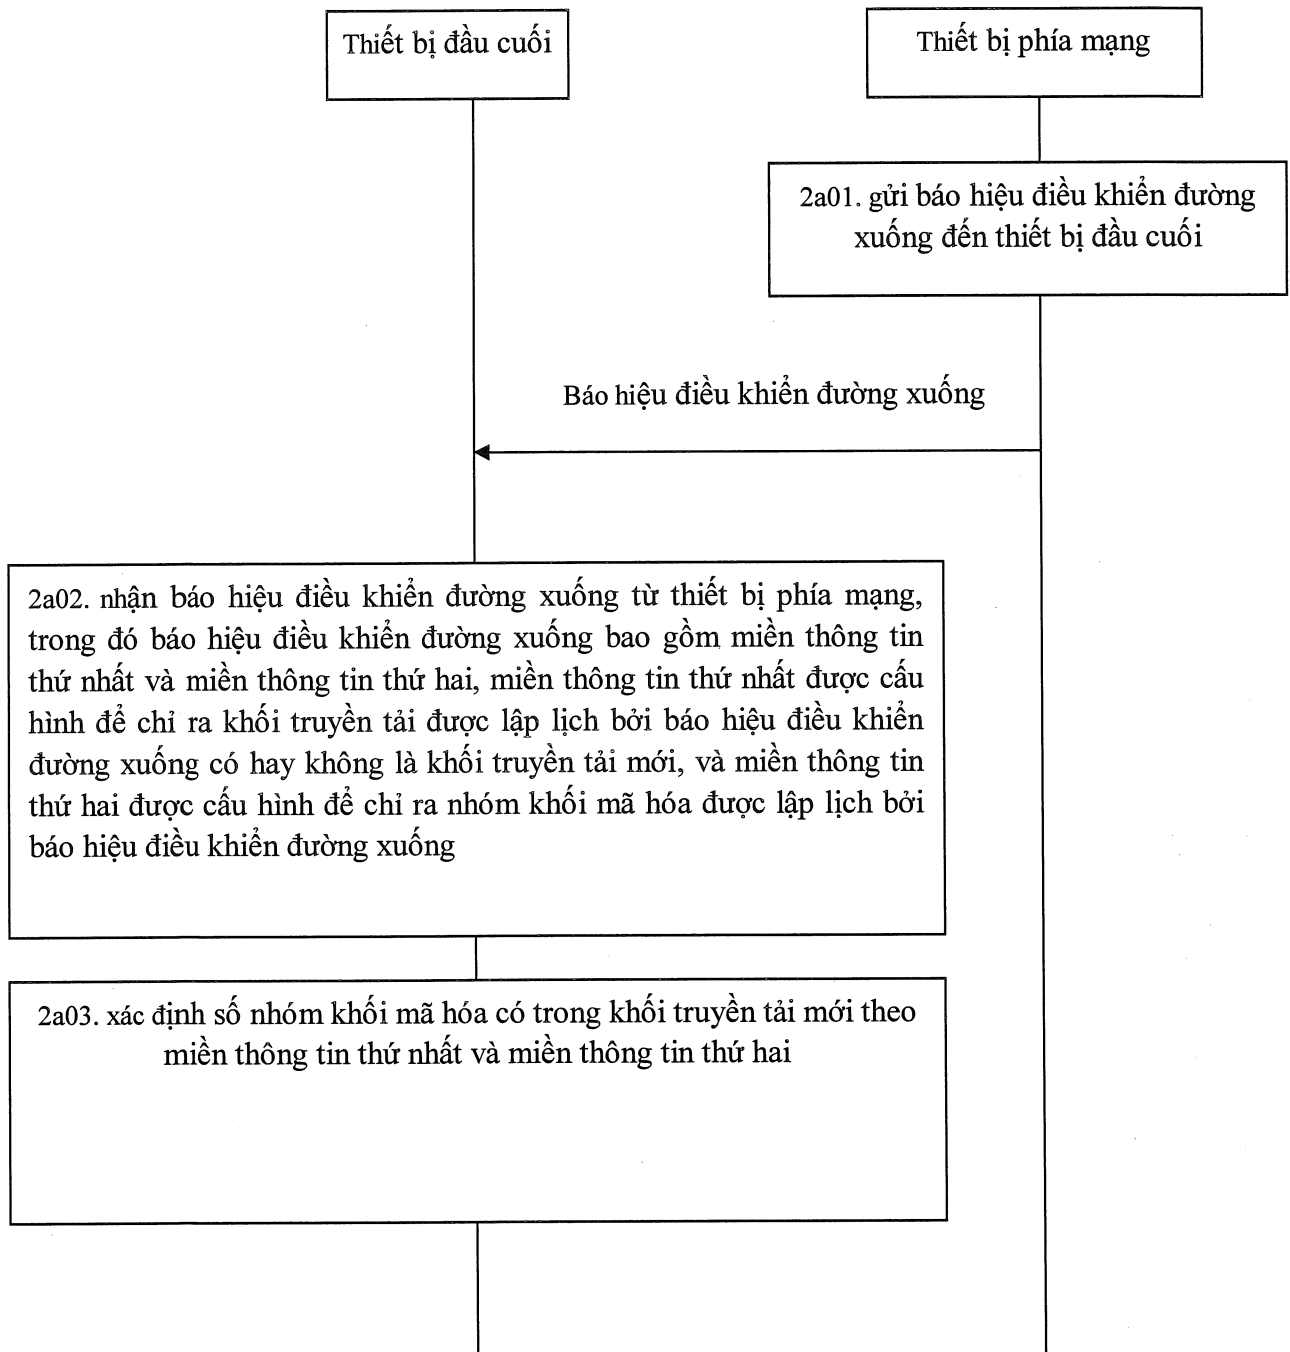 Thiết bị đầu cuối
Thiết bị phía mạng
2a01. gửi báo hiệu điều khiển đường
xuống đến thiết bị đầu cuối
Báo hiệu điều khiển đường xuống
2a02. nhận báo hiệu điều khiển đường xuống từ thiết bị phía mạng,
trong đó báo hiệu điều khiển đường xuống bao gồm miền thông tin
thứ nhất và miền thông tin thứ hai, miền thông tin thứ nhất được cấu
hình để chỉ ra khối truyền tải được lập lịch bởi báo hiệu điều khiển
đường xuống có hay không là khối truyền tải mới, và miền thông tin
thứ hai được cấu hình để chỉ ra nhóm khối mã hóa được lập lịch bởi
báo hiệu điều khiển đường xuống
2a03. xác định số nhóm khối mã hóa có trong khối truyền tải mới theo
miền thông tin thứ nhất và miền thông tin thứ hai